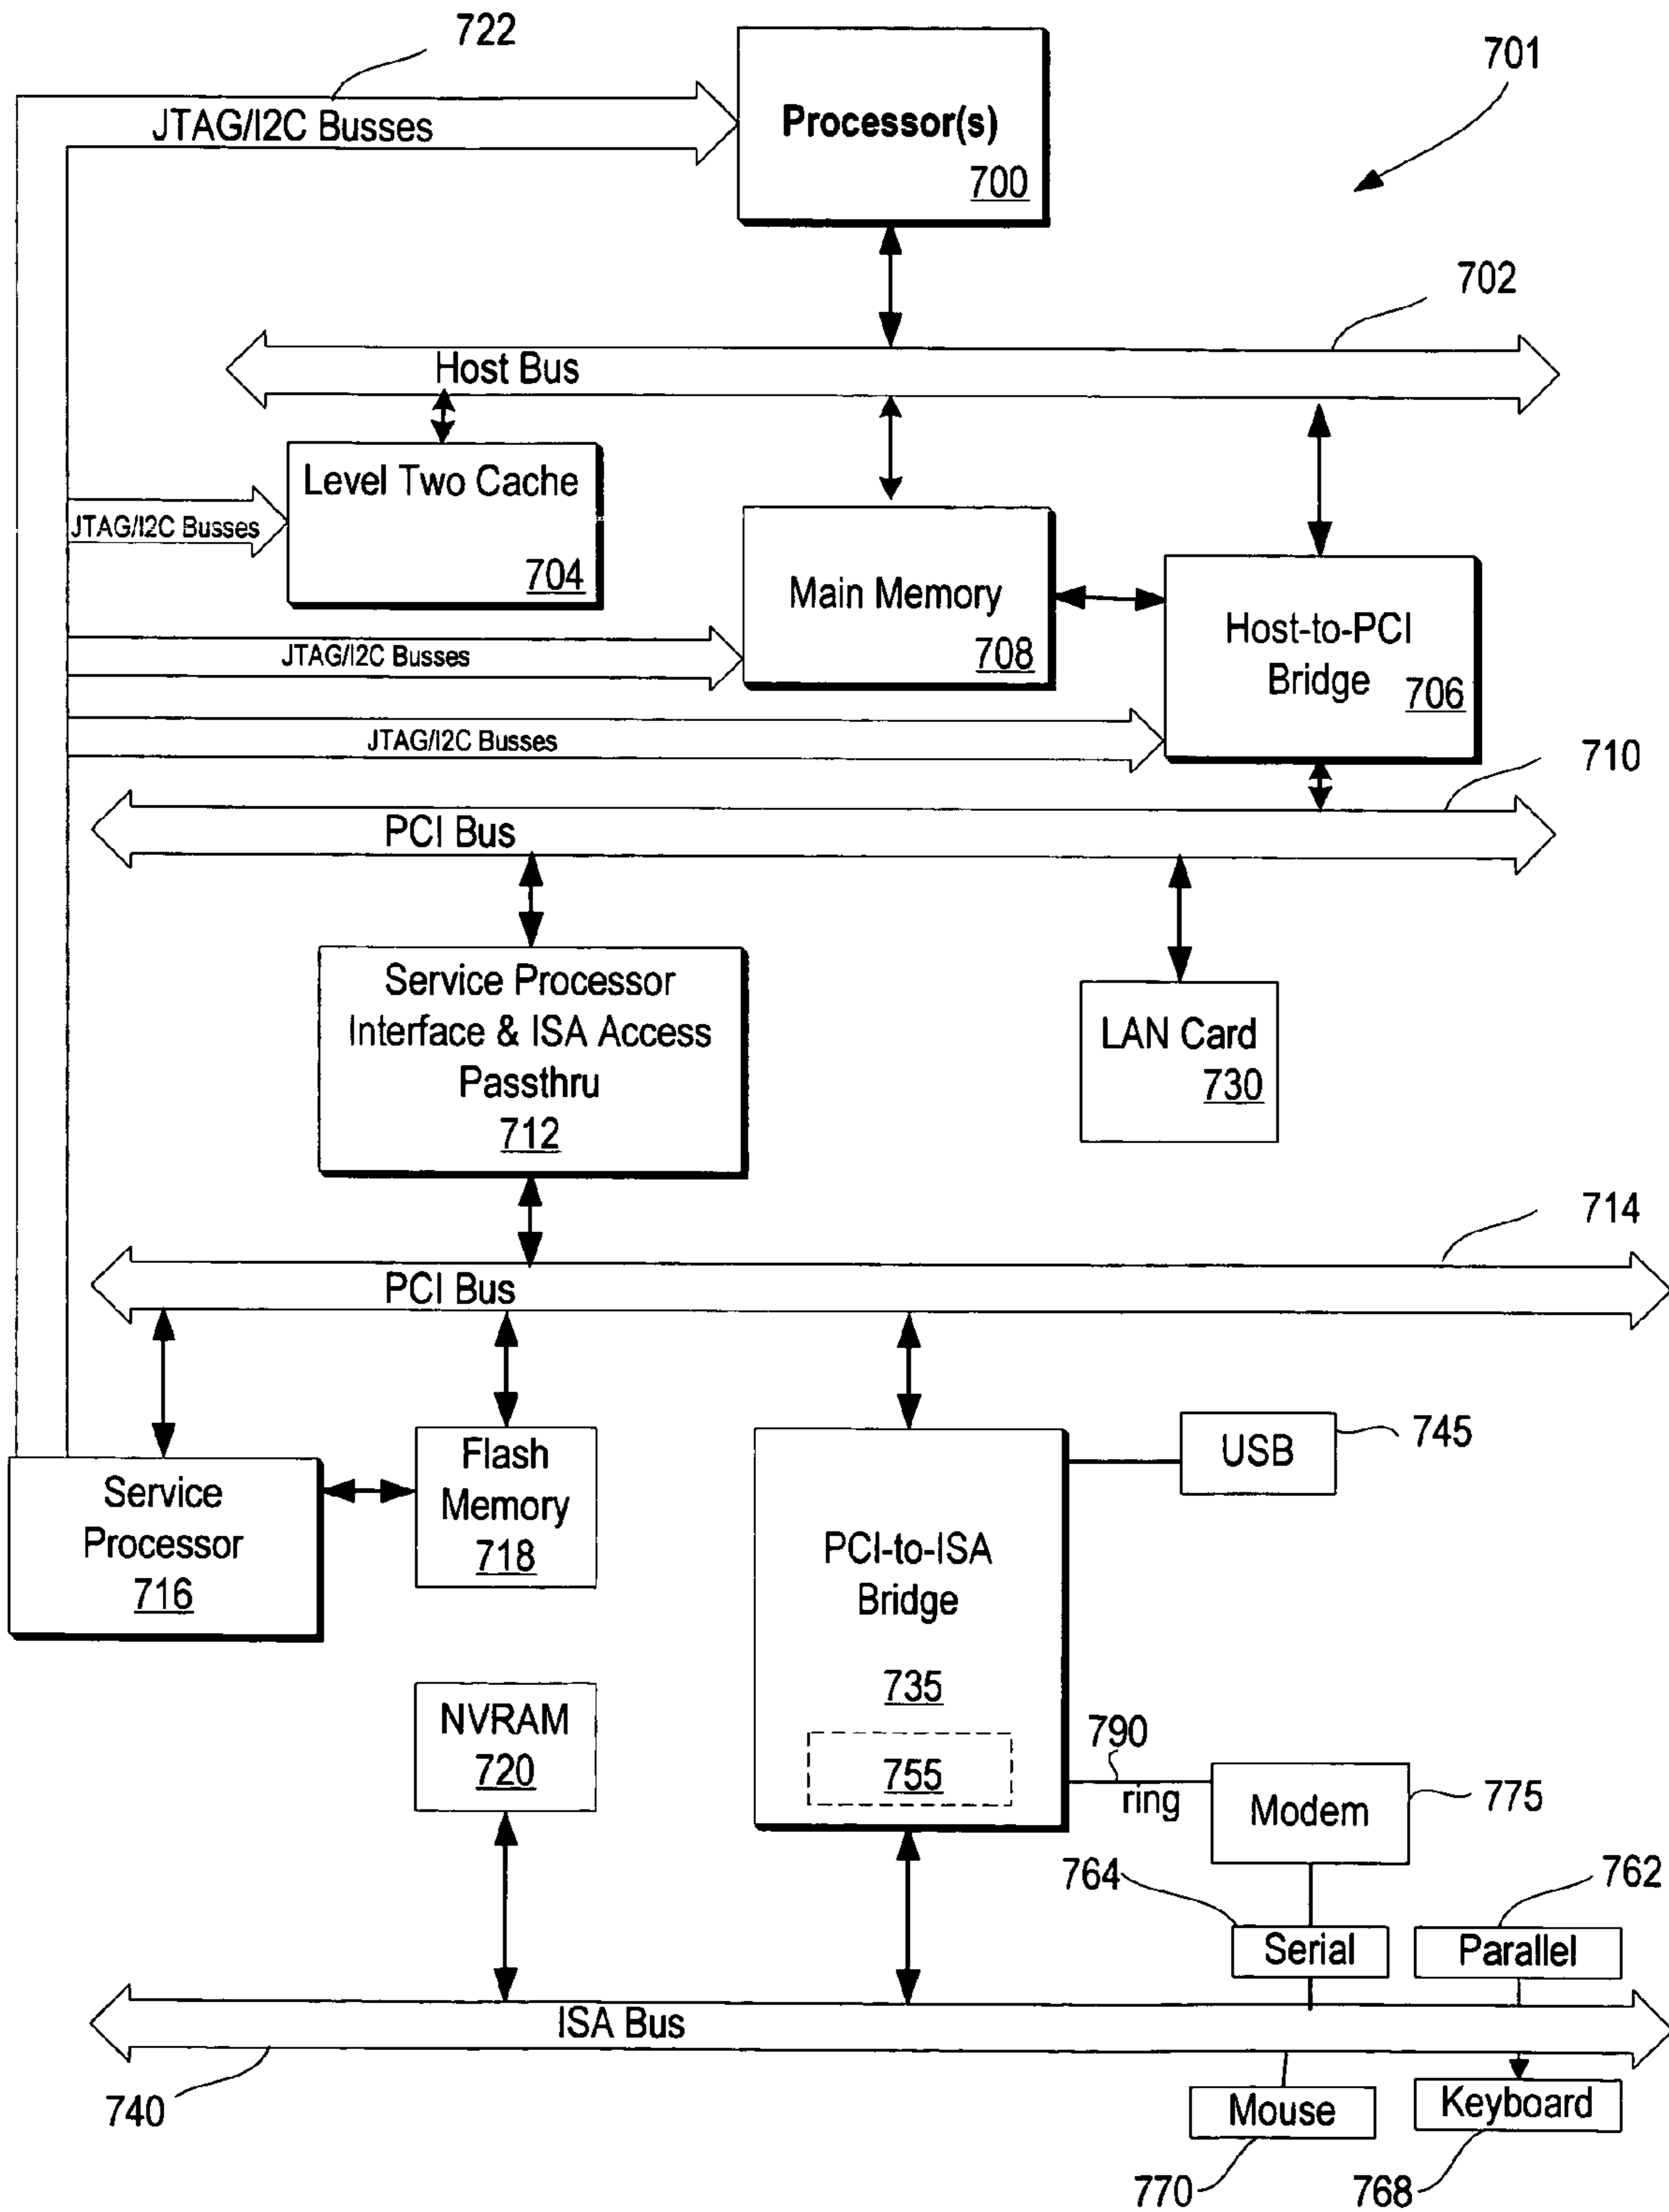 722
701
JTAG/I2C Busses
Processor(s)
700
702
Host Bus
Level Two Cache
704
JTAG/I2C Busses
Main Memory
708
Host-to-PCI
Bridge
706
JTAG/I2C Busses
JTAG/I2C Busses
710
PCI Bus
Service Processor
Interface & ISA Access
Passthru
712
LAN Card
730
714
PCI Bus
Service
Processor
716
Flash
Memory
718
USB
745
PCI-to-ISA
Bridge
735
755
NVRAM
720
790
ring
Modem
775
764
762
Serial
Parallel
ISA Bus
740
Mouse
Keyboard
770
768